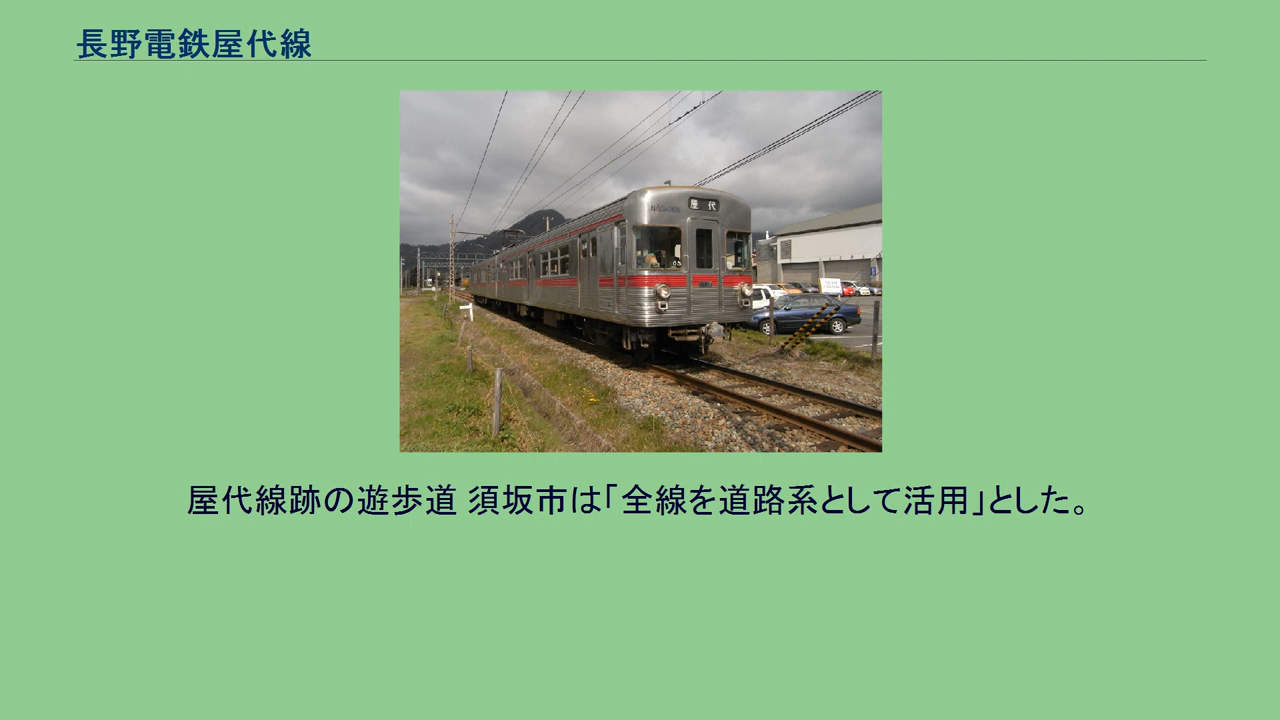 長野電鉄屋代線
屋代
屋代線跡の遊歩道 須坂市は「全線を道路系として活用」とした。